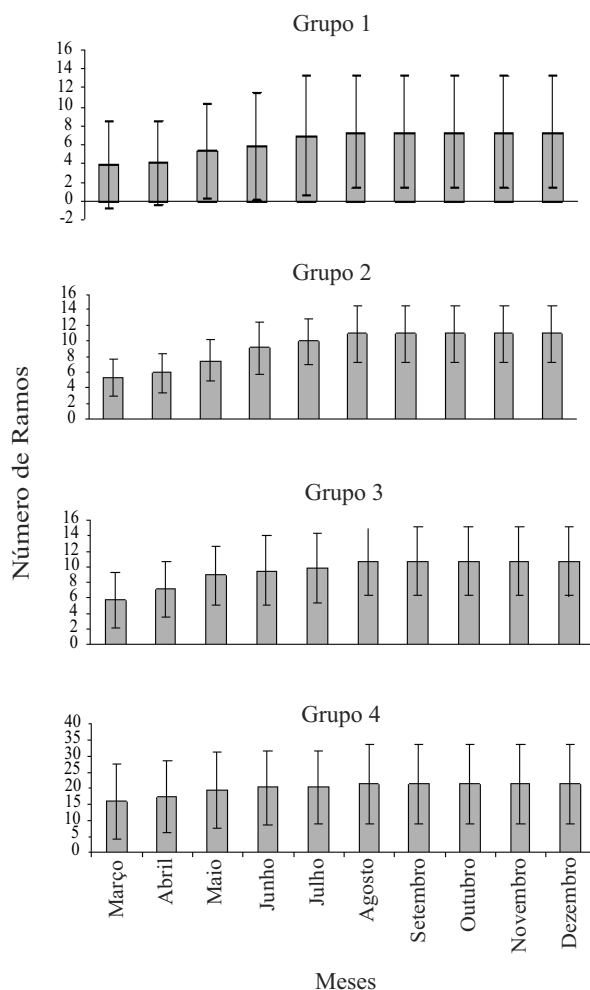 Grupo 1
16
14
12
10
8
6
4
2
0
-2
Grupo 2
16
14
12
10
8
6
4
2
0
Número de Ramos
Grupo 3
16
14
12
10
8
6
4
2
0
Grupo 4
40
35
30
25
20
15
10
5
0
Março
Abril
Maio
Junho
Julho
Agosto
Setembro
Outubro
Novembro
Dezembro
Meses